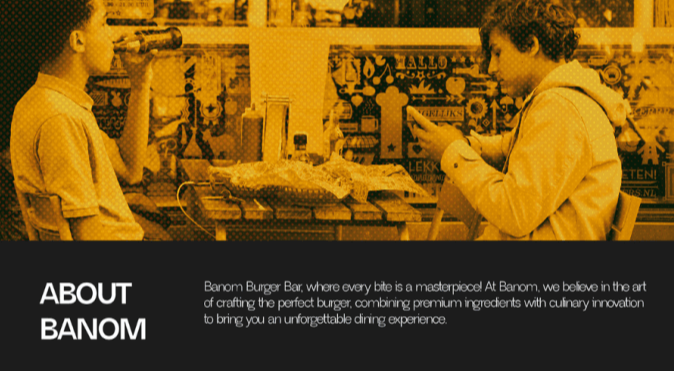 HALLO
ABOUT
BANOM
Banom Burger Bar, where every bite is a masterpiece! At Banom, we believe in the art
of crafting the perfect burger, combining premium ingredients with culinary innovation
to bring you an unforgettable dining experience.